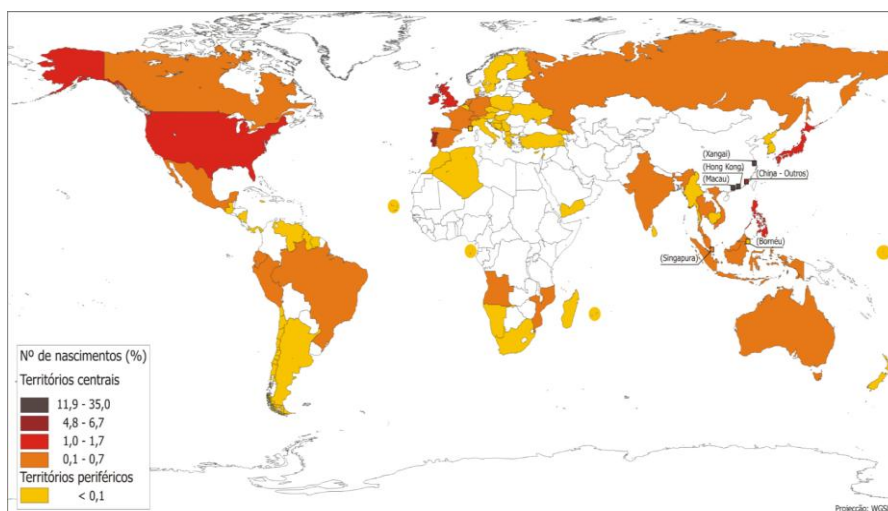 (Xangai)
(Hong Kong)
(Macau)
(China - Outros)
(Bornéu)
(Singapura)
Nº de nascimentos (%)
Territórios centrais
11,9 - 35,0
4,8 - 6,7
1,0 - 1,7
0,1 - 0,7
Territórios periféricos
< 0,1
Projecção: WGS